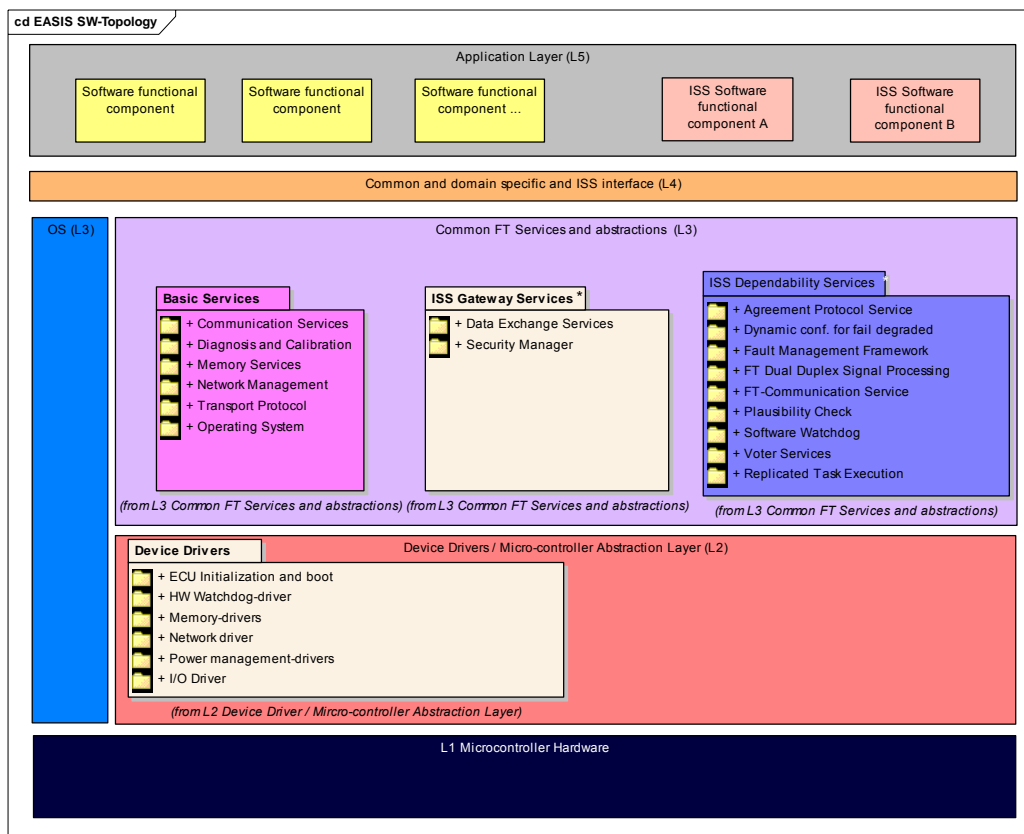 cd EASIS SW-Topology
Application Layer (L5)
Software functional
component
Software functional
component
Software functional
component ...
ISS Software
functional
component A
ISS Software
functional
component B
Common and domain specific and ISS interface (L4)
OS (L3)
Common FT Services and abstractions (L3)
Basic Services
+ Communication Services
+ Diagnosis and Calibration
+ Memory Services
+ Network Management
+ Transport Protocol
+ Operating System
(from L3 Common FT Services and abstractions)
ISS Gateway Services *
+ Data Exchange Services
+ Security Manager
(from L3 Common FT Services and abstractions)
ISS Dependability Services *
+ Agreement Protocol Service
+ Dynamic conf. for fail degraded
+ Fault Management Framework
+ FT Dual Duplex Signal Processing
+ FT-Communication Service
+ Plausibility Check
+ Software Watchdog
+ Voter Services
+ Replicated Task Execution
(from L3 Common FT Services and abstractions)
Device Drivers / Micro-controller Abstraction Layer (L2)
Device Drivers
+ ECU Initialization and boot
+ HW Watchdog-driver
+ Memory-drivers
+ Network driver
+ Power management-drivers
+ I/O Driver
(from L2 Device Driver / Mircro-controller Abstraction Layer)
L1 Microcontroller Hardware